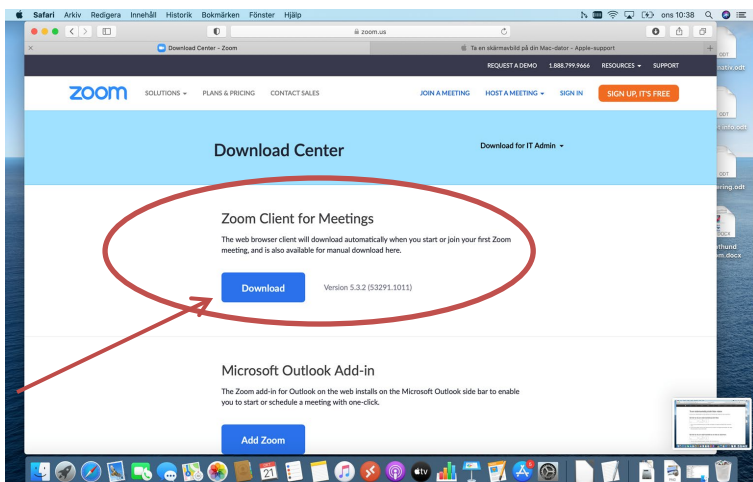 Safari Arkiv Redigera Innehåll Historik Bokmärken Fönster Hjälp
ons 10:38
zoom.us
Download Center - Zoom
Ta en skärmavbild på din Mac-dator - Apple-support
REQUEST A DEMO 1.888.799.9666 RESOURCES SUPPORT
zoom SOLUTIONS PLANS & PRICING CONTACT SALES JOIN A MEETING HOST A MEETING SIGN IN SIGN UP, IT'S FREE
Download Center
Download for IT Admin
Zoom Client for Meetings
The web browser client will download automatically when you start or join your first Zoom
meeting, and is also available for manual download here.
Download Version 5.3.2 (53291.1011)
Microsoft Outlook Add-in
The Zoom add-in for Outlook on the web installs on the Microsoft Outlook side bar to enable
you to start or schedule a meeting with one-click.
Add Zoom
ODT
ODT
DOCX
21
tv